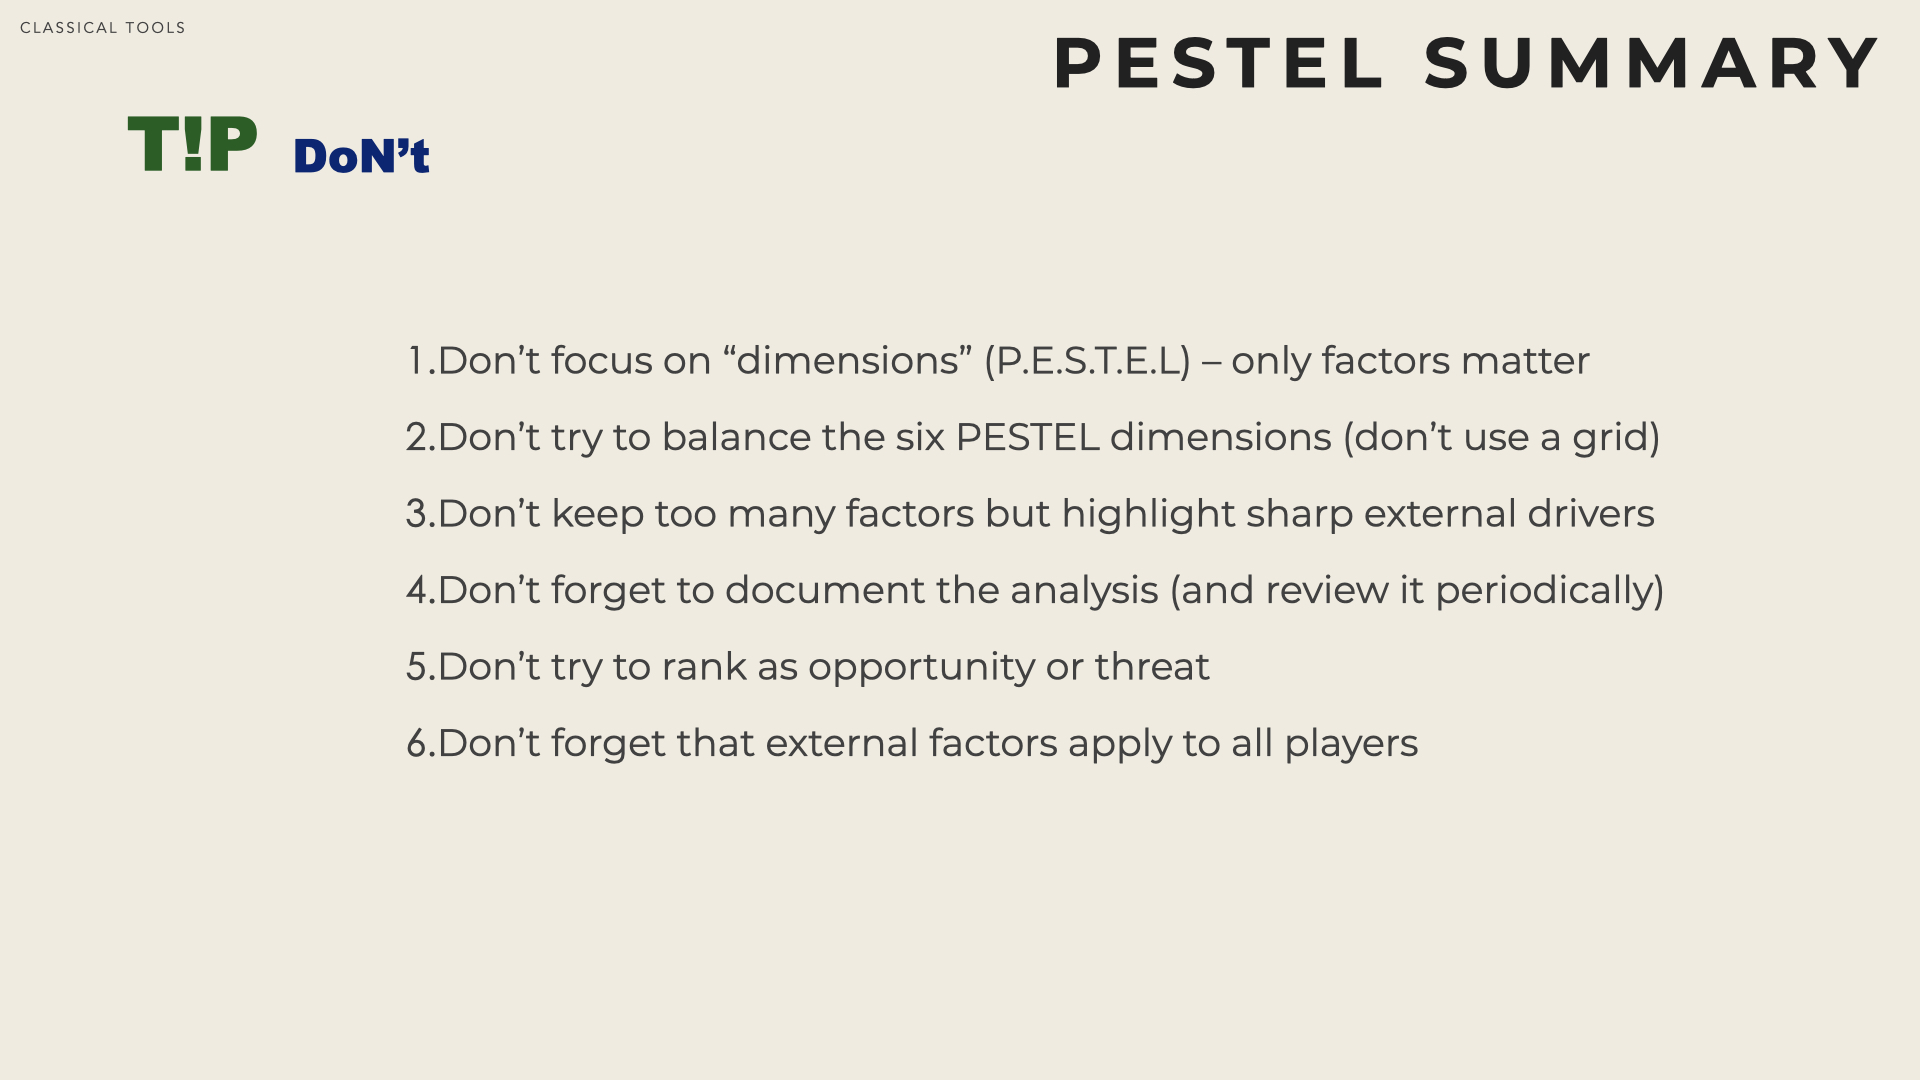 CLASSICAL TOOLS
PESTEL SUMMARY
T!P DoN’t
1.Don’t focus on “dimensions” (P.E.S.T.E.L) – only factors matter
2.Don’t try to balance the six PESTEL dimensions (don’t use a grid)
3.Don’t keep too many factors but highlight sharp external drivers
4.Don’t forget to document the analysis (and review it periodically)
5.Don’t try to rank as opportunity or threat
6.Don’t forget that external factors apply to all players